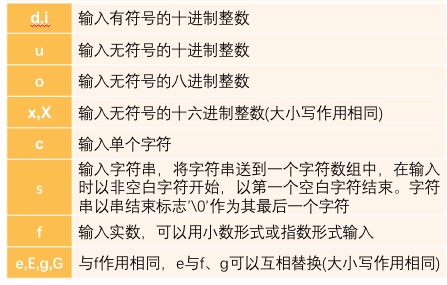 d,i 输入有符号的十进制整数
u 输入无符号的十进制整数
o 输入无符号的八进制整数
x,X 输入无符号的十六进制整数(大小写作用相同)
c 输入单个字符
s 输入字符串，将字符串送到一个字符数组中，在输入
时以非空白字符开始，以第一个空白字符结束。字符
串以串结束标志'\0'作为其最后一个字符
f 输入实数，可以用小数形式或指数形式输入
e,E,g,G 与f作用相同，e与f、g可以互相替换(大小写作用相同)